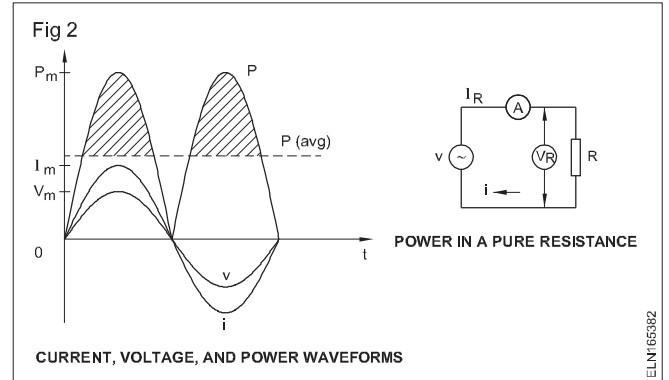 Fig 2
Pm
P
P (avg)
Im
Vm
0
t
v
i
CURRENT, VOLTAGE, AND POWER WAVEFORMS
IR
A
v
~
VR
R
i
POWER IN A PURE RESISTANCE
ELN165382